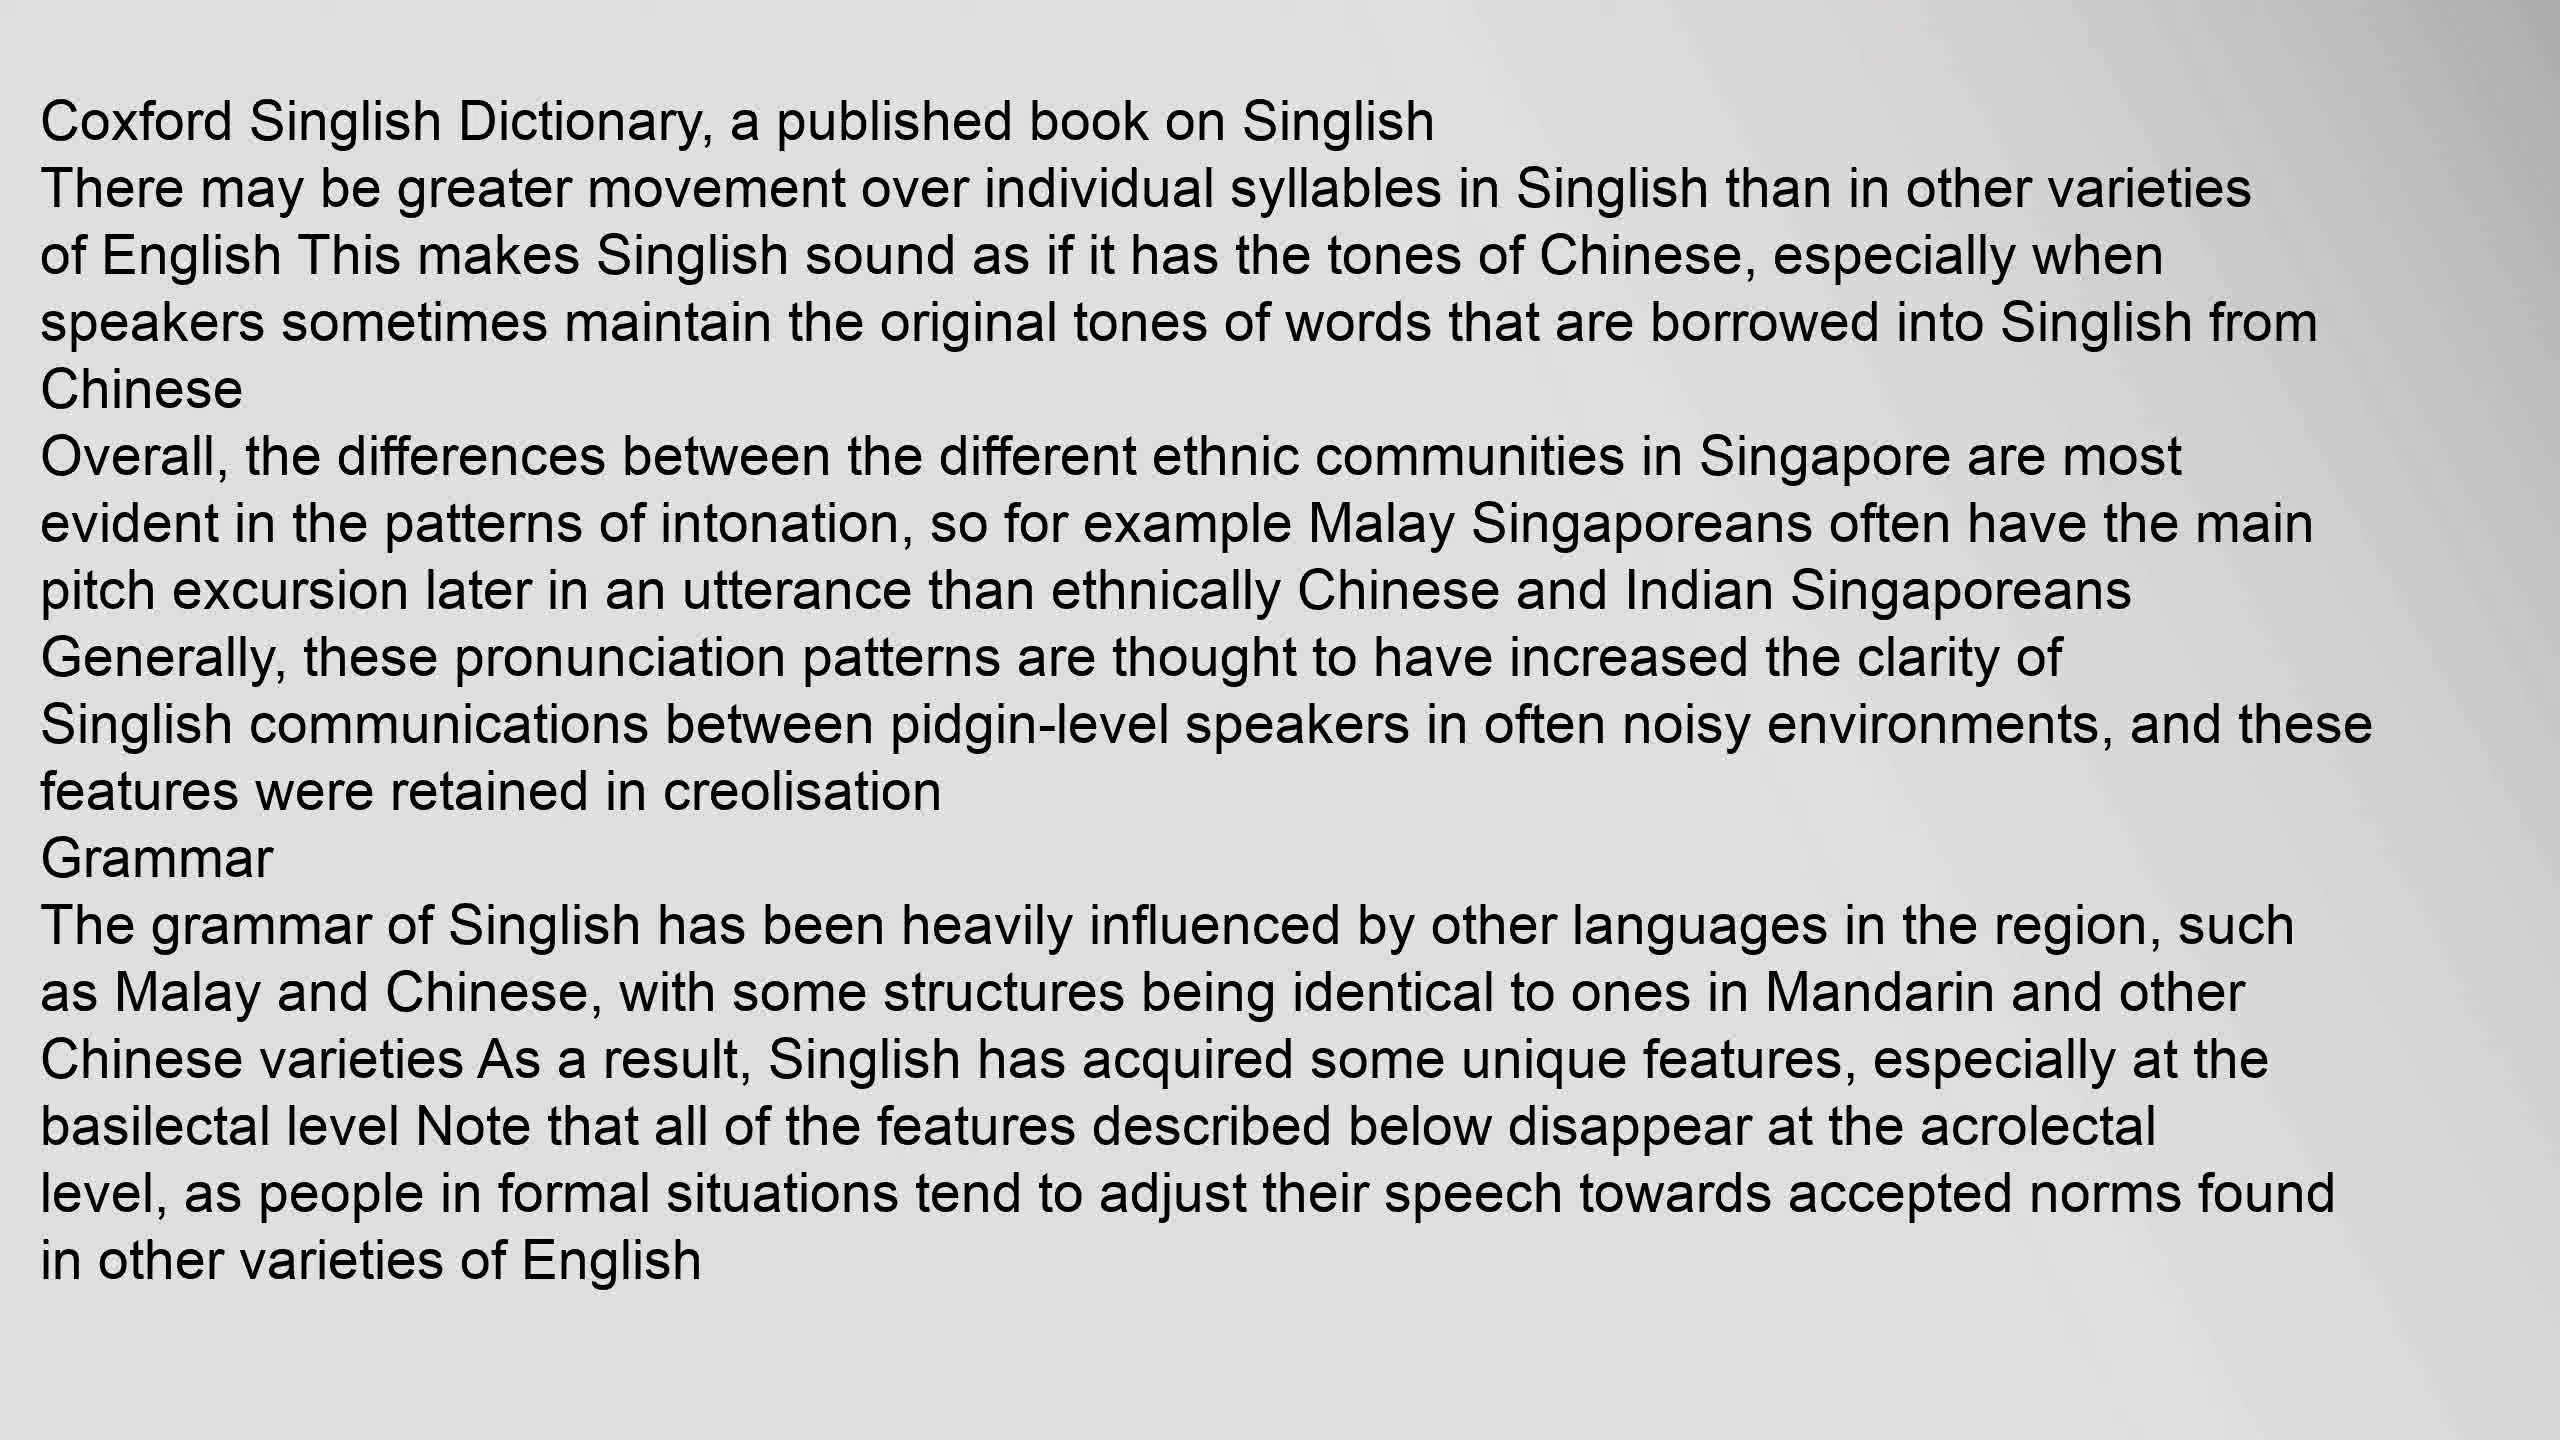 Coxford Singlish Dictionary, a published book on Singlish
There may be greater movement over individual syllables in Singlish than in other varieties
of English This makes Singlish sound as if it has the tones of Chinese, especially when
speakers sometimes maintain the original tones of words that are borrowed into Singlish from
Chinese
Overall, the differences between the different ethnic communities in Singapore are most
evident in the patterns of intonation, so for example Malay Singaporeans often have the main
pitch excursion later in an utterance than ethnically Chinese and Indian Singaporeans
Generally, these pronunciation patterns are thought to have increased the clarity of
Singlish communications between pidgin-level speakers in often noisy environments, and these
features were retained in creolisation
Grammar
The grammar of Singlish has been heavily influenced by other languages in the region, such
as Malay and Chinese, with some structures being identical to ones in Mandarin and other
Chinese varieties As a result, Singlish has acquired some unique features, especially at the
basilectal level Note that all of the features described below disappear at the acrolectal
level, as people in formal situations tend to adjust their speech towards accepted norms found
in other varieties of English